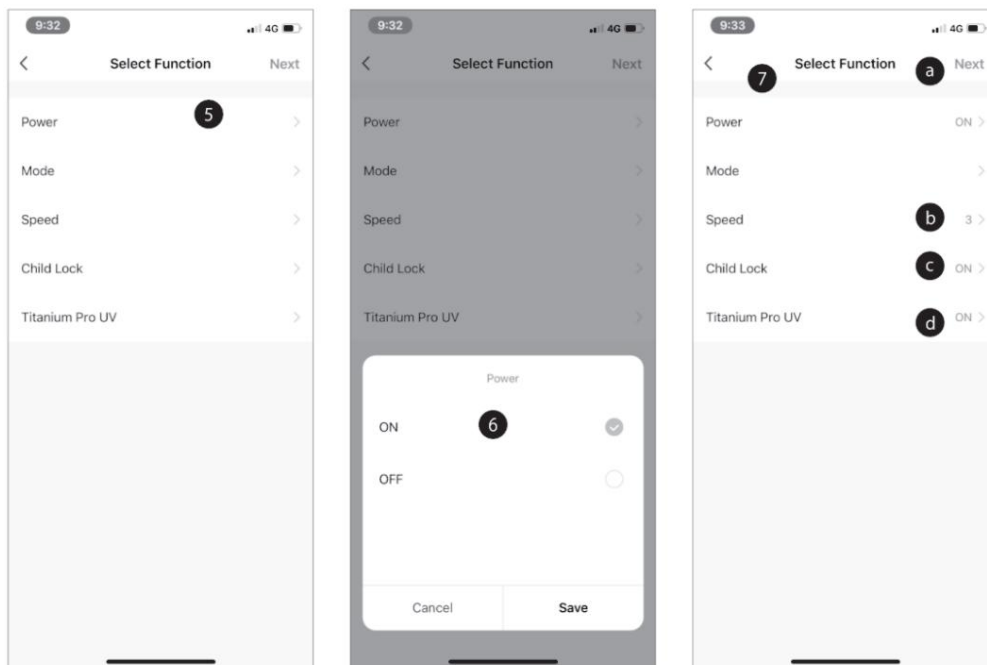 9:32
4G
Select Function
Next
5
Power
Mode
Speed
Child Lock
Titanium Pro UV
9:32
4G
Select Function
Next
Power
Mode
Speed
Child Lock
Titanium Pro UV
Power
ON
6
OFF
Cancel
Save
9:33
4G
7
Select Function
a
Next
Power
ON
Mode
Speed
b
3
Child Lock
c
ON
Titanium Pro UV
d
ON